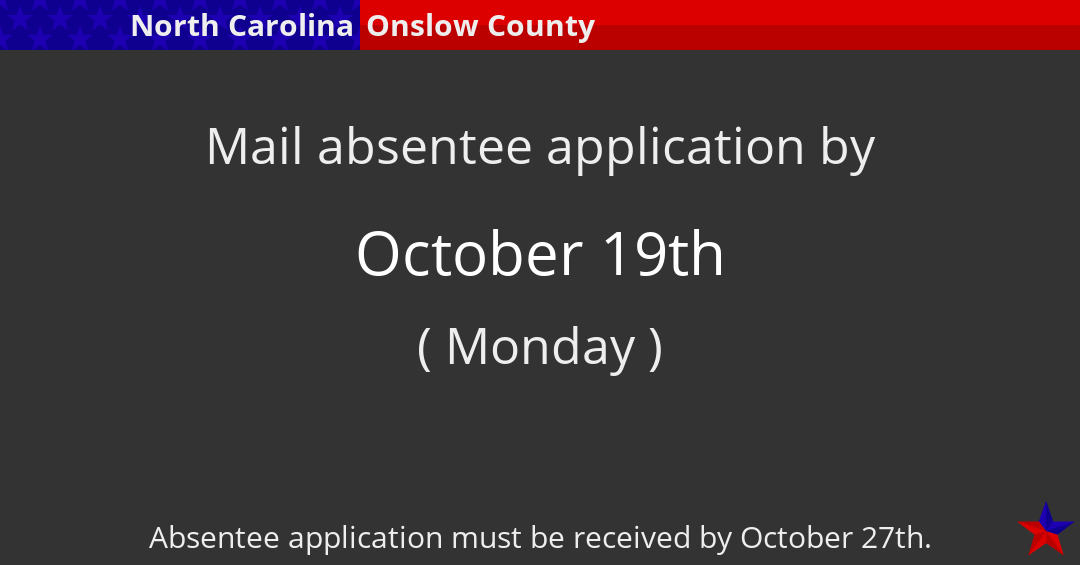 North Carolina Onslow County
Mail absentee application by
October 19th
( Monday )
Absentee application must be received by October 27th.